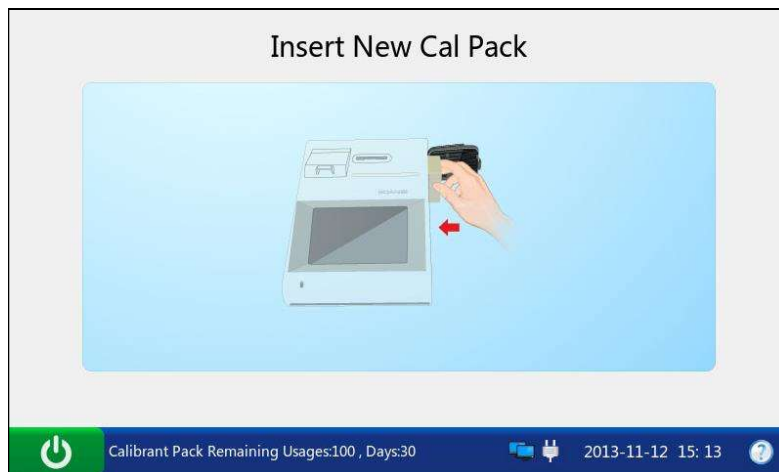 Insert New Cal Pack
Calibrant Pack Remaining Usages:100 , Days:30
2013-11-12 15: 13
?